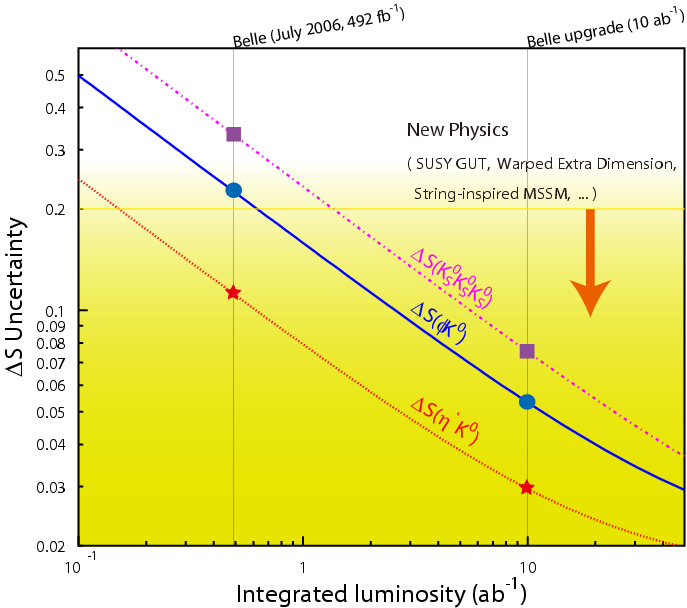 Belle (July 2006, 492 fb⁻¹)
Belle upgrade (10 ab⁻¹)
ΔS Uncertainty
0.5
0.4
0.3
0.2
0.1
0.09
0.08
0.07
0.06
0.05
0.04
0.03
0.02
New Physics
( SUSY GUT, Warped Extra Dimension,
String-inspired MSSM, ... )
ΔS(K⁰ₛK⁰ₛK⁰ₛ)
ΔS(ϕK⁰)
ΔS(η‘K⁰)
10⁻¹
1
10
Integrated luminosity (ab⁻¹)